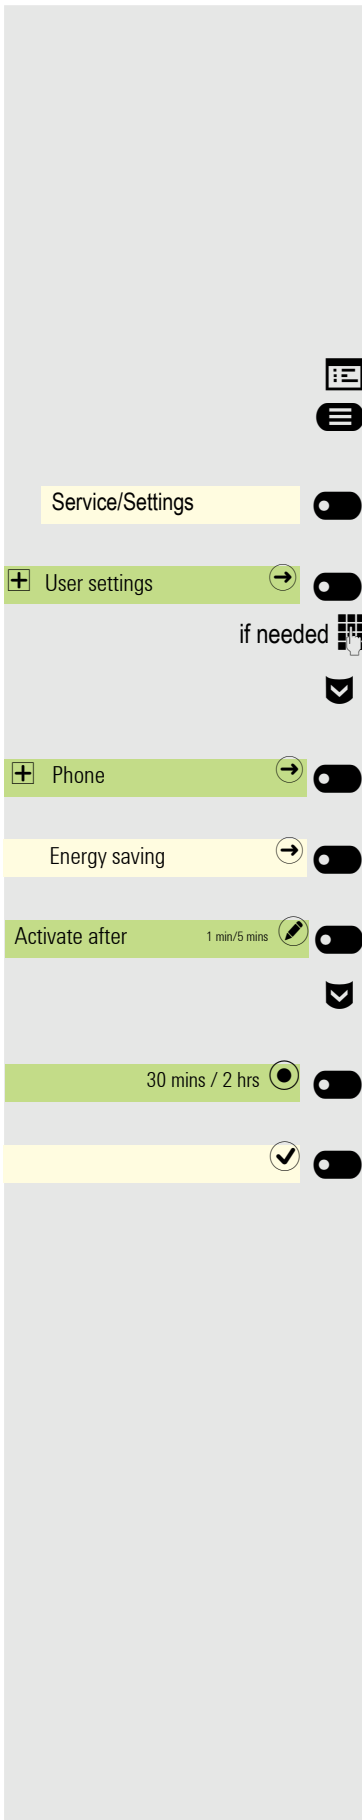 Service/Settings
User settings
if needed
Phone
Energy saving
Activate after 1 min/5 mins
30 mins / 2 hrs